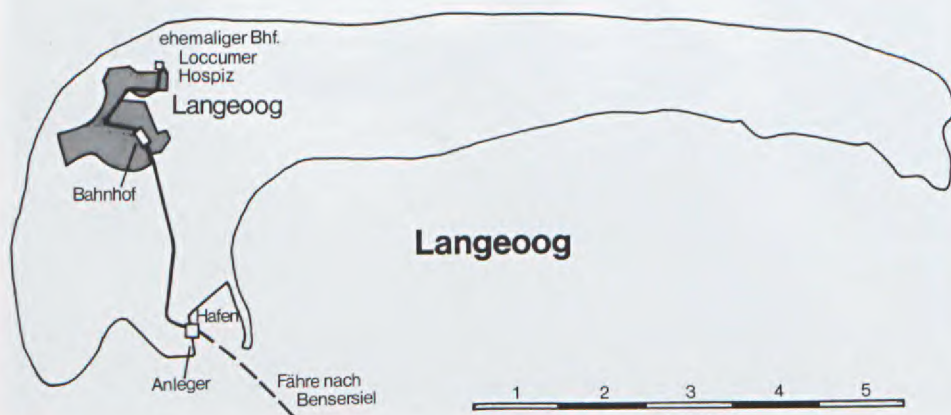 ehemaliger Bhf.
Loccumer
Hospiz
Langeoog
Bahnhof
Langeoog
Hafen
Anleger
Fähre nach
Bensersiel
1 2 3 4 5